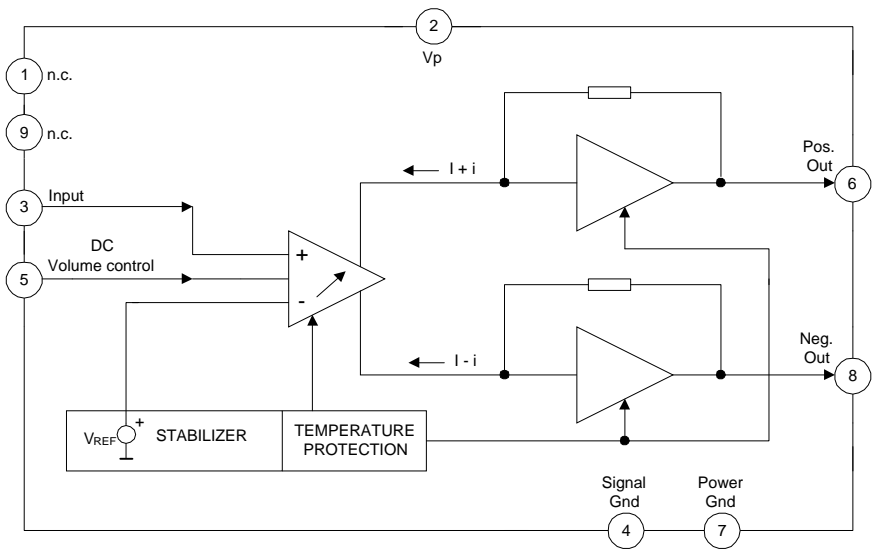 2
Vp
1 n.c.
9 n.c.
Pos.
Out
6
I + i
3 Input
DC
Volume control
5
+
-
Neg.
Out
8
I - i
VREF
+
STABILIZER
TEMPERATURE
PROTECTION
Signal
Gnd
4
Power
Gnd
7